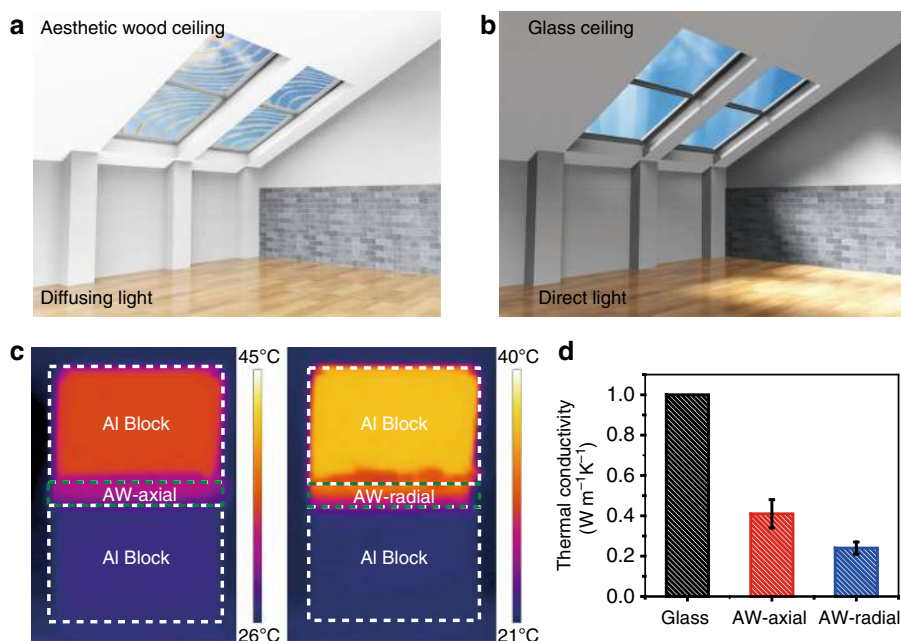 a
Aesthetic wood ceiling
Diffusing light
b
Glass ceiling
Direct light
c
45°C
Al Block
AW-axial
Al Block
26°C
40°C
Al Block
AW-radial
Al Block
21°C
d
Thermal conductivity
(W m⁻¹K⁻¹)
1.0
0.8
0.6
0.4
0.2
0.0
Glass AW-axial AW-radial